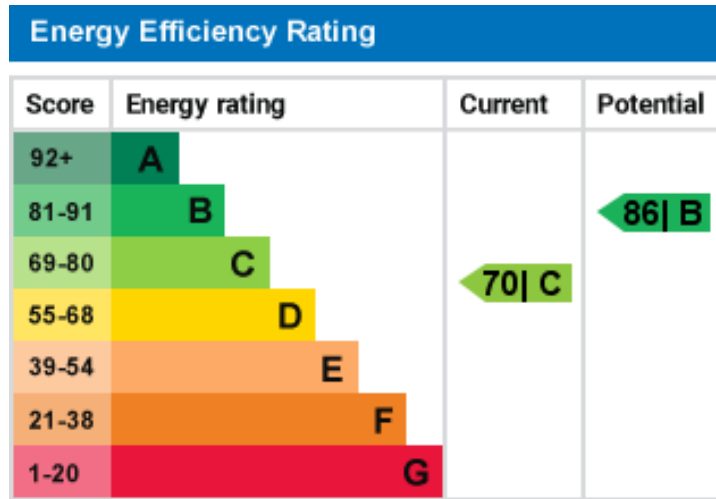 Energy Efficiency Rating
Score Energy rating Current Potential
92+ A
81-91 B 86| B
69-80 C
70| C
55-68 D
39-54 E
21-38 F
1-20 G